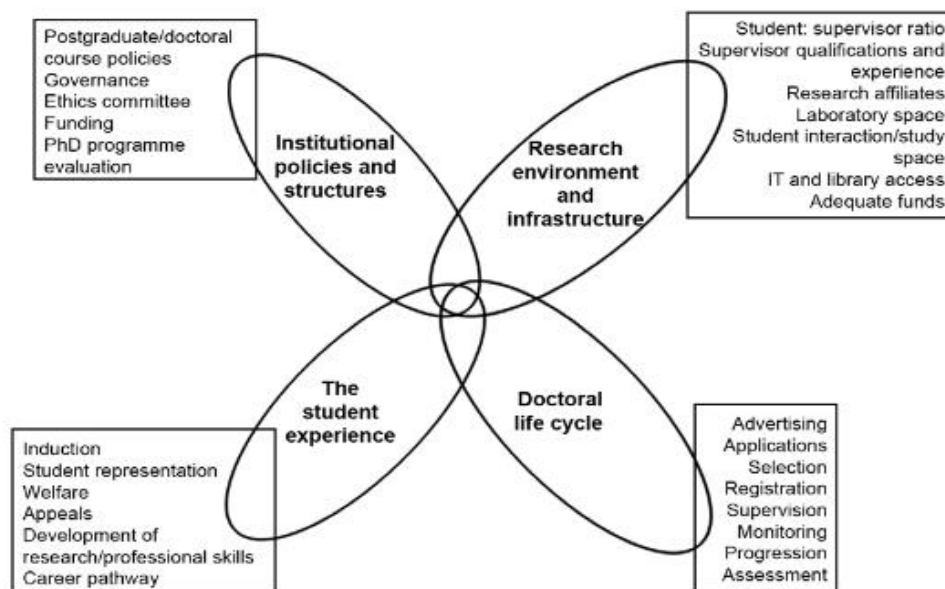 Postgraduate/doctoral
course policies
Governance
Ethics committee
Funding
PhD programme
evaluation
Institutional
policies and
structures
Research
environment
and
infrastructure
Student: supervisor ratio
Supervisor qualifications and
experience
Research affiliates
Laboratory space
Student interaction/study
space
IT and library access
Adequate funds
The
student
experience
Doctoral
life cycle
Induction
Student representation
Welfare
Appeals
Development of
research/professional skills
Career pathway
Advertising
Applications
Selection
Registration
Supervision
Monitoring
Progression
Assessment